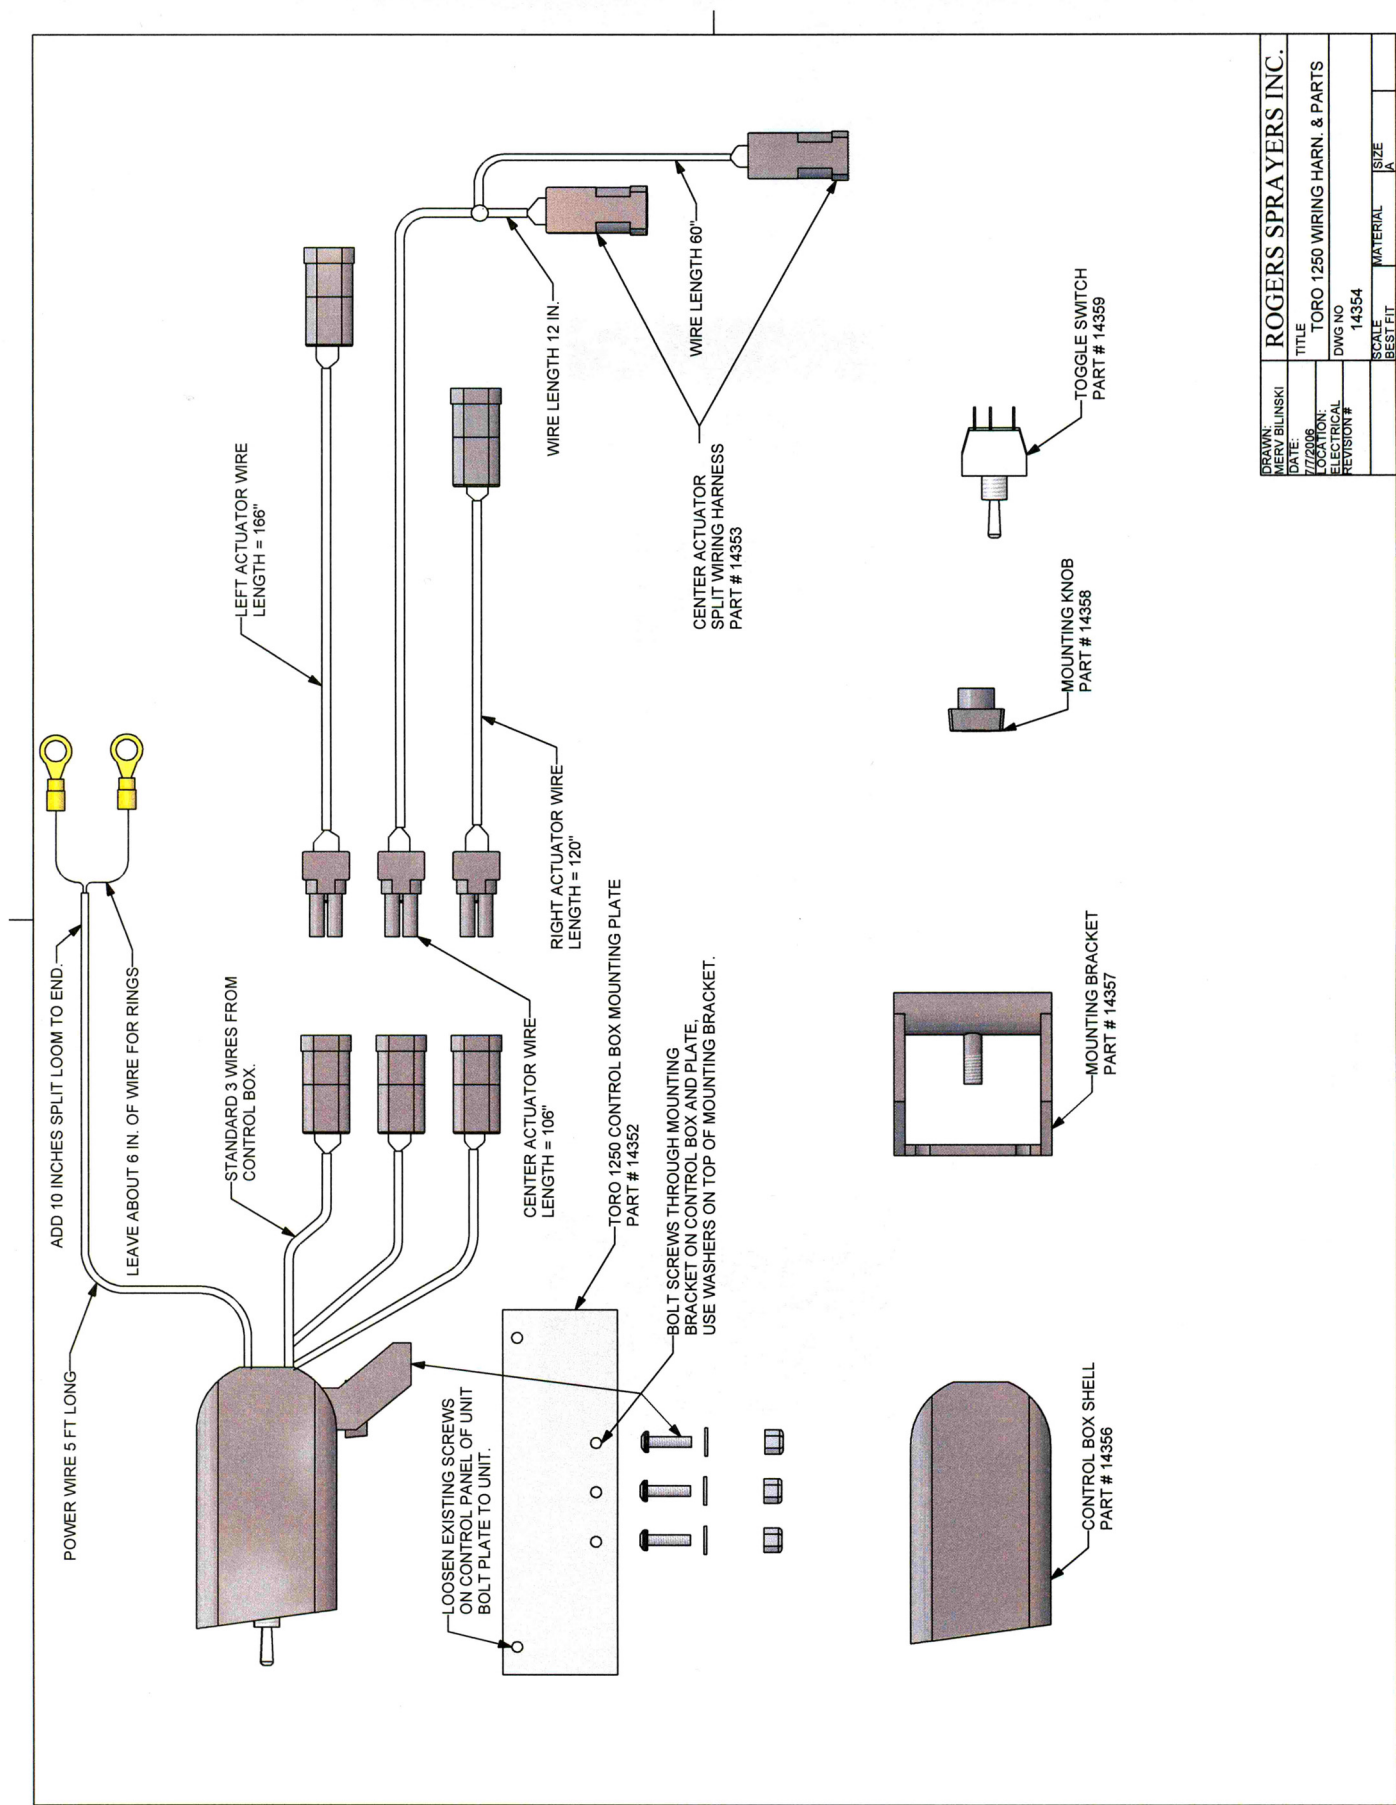 POWER WIRE 5 FT LONG
ADD 10 INCHES SPLIT LOOM TO END.
LEAVE ABOUT 6 IN. OF WIRE FOR RINGS
STANDARD 3 WIRES FROM
CONTROL BOX.
LEFT ACTUATOR WIRE
LENGTH = 166"
CENTER ACTUATOR WIRE
LENGTH = 106"
RIGHT ACTUATOR WIRE
LENGTH = 120"
WIRE LENGTH 12 IN.
WIRE LENGTH 60"
CENTER ACTUATOR
SPLIT WIRING HARNESS
PART # 14353
LOOSEN EXISTING SCREWS
ON CONTROL PANEL OF UNIT
BOLT PLATE TO UNIT.
TORO 1250 CONTROL BOX MOUNTING PLATE
PART # 14352
BOLT SCREWS THROUGH MOUNTING
BRACKET ON CONTROL BOX AND PLATE,
USE WASHERS ON TOP OF MOUNTING BRACKET.
CONTROL BOX SHELL
PART # 14356
MOUNTING BRACKET
PART # 14357
MOUNTING KNOB
PART # 14358
TOGGLE SWITCH
PART # 14359
DRAWN:
MERV BILINSKI
DATE:
7/7/2006
LOCATION:
ELECTRICAL
REVISION #
ROGERS SPRAYERS INC.
TITLE
TORO 1250 WIRING HARN. & PARTS
DWG NO
14354
SCALE
BEST FIT
MATERIAL
SIZE
A